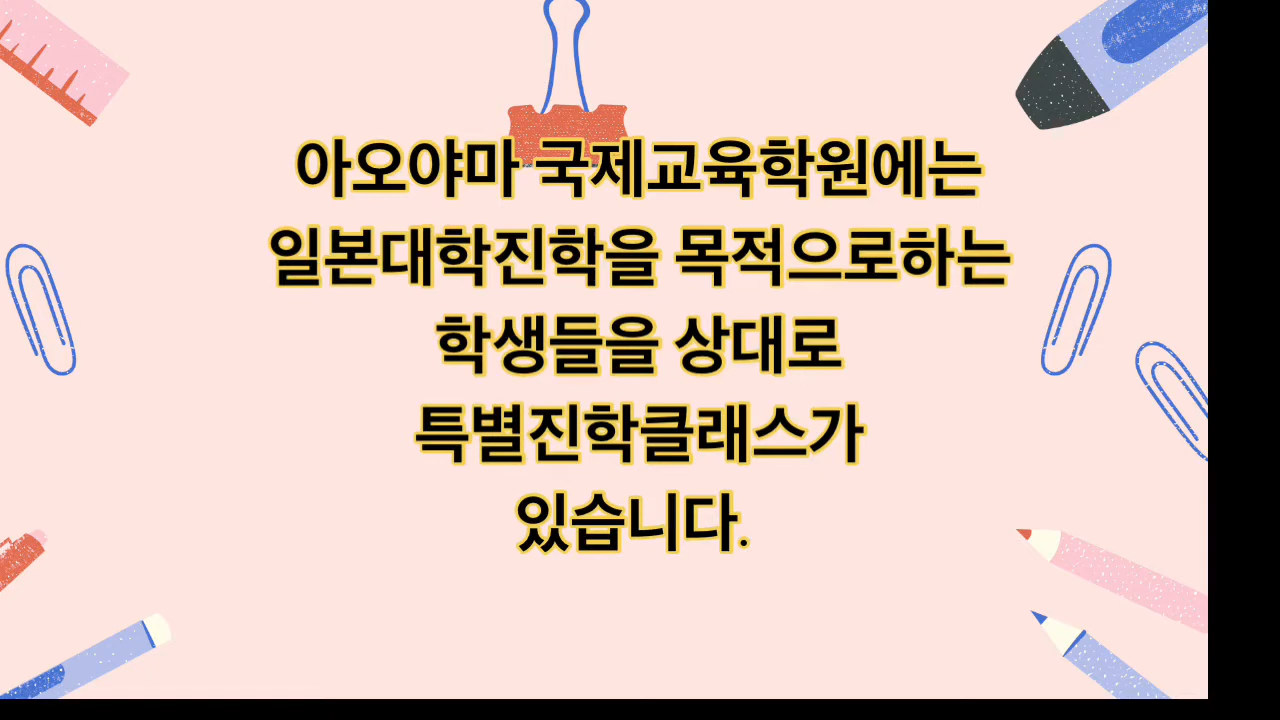 아오야마 국제교육학원에는
일본대학진학을 목적으로하는
학생들을 상대로
특별진학클래스가
있습니다.